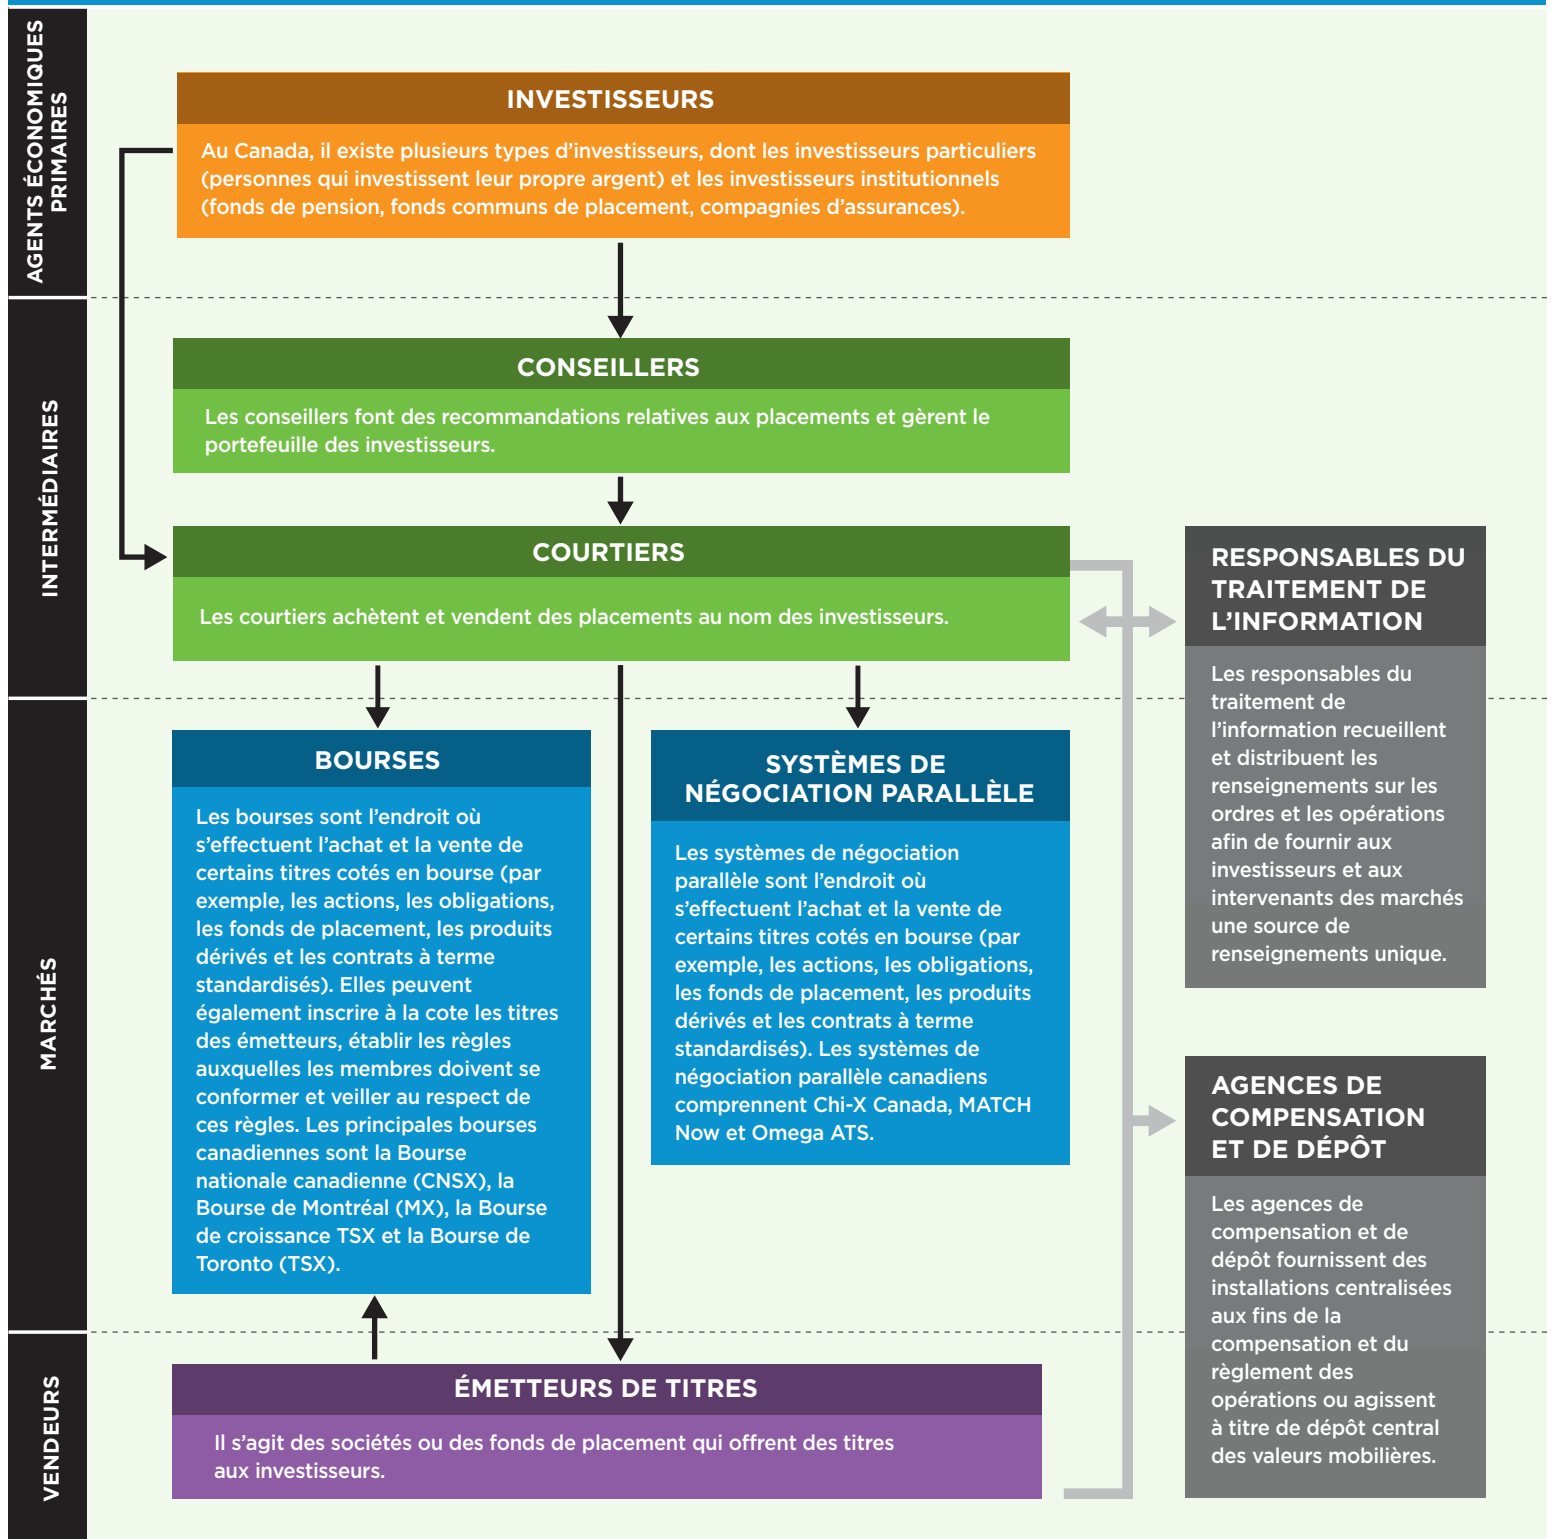 AGENTS ÉCONOMIQUES
PRIMAIRES
INVESTISSEURS
Au Canada, il existe plusieurs types d’investisseurs, dont les investisseurs particuliers
(personnes qui investissent leur propre argent) et les investisseurs institutionnels
(fonds de pension, fonds communs de placement, compagnies d’assurances).
INTERMÉDIAIRES
CONSEILLERS
Les conseillers font des recommandations relatives aux placements et gèrent le
portefeuille des investisseurs.
COURTIERS
Les courtiers achètent et vendent des placements au nom des investisseurs.
RESPONSABLES DU
TRAITEMENT DE
L’INFORMATION
Les responsables du
traitement de
l’information recueillent
et distribuent les
renseignements sur les
ordres et les opérations
afin de fournir aux
investisseurs et aux
intervenants des marchés
une source de
renseignements unique.
MARCHÉS
BOURSES
Les bourses sont l’endroit où
s’effectuent l’achat et la vente de
certains titres cotés en bourse (par
exemple, les actions, les obligations,
les fonds de placement, les produits
dérivés et les contrats à terme
standardisés). Elles peuvent
également inscrire à la cote les titres
des émetteurs, établir les règles
auxquelles les membres doivent se
conformer et veiller au respect de
ces règles. Les principales bourses
canadiennes sont la Bourse
nationale canadienne (CNSX), la
Bourse de Montréal (MX), la Bourse
de croissance TSX et la Bourse de
Toronto (TSX).
SYSTÈMES DE
NÉGOCIATION PARALLÈLE
Les systèmes de négociation
parallèle sont l’endroit où
s’effectuent l’achat et la vente de
certains titres cotés en bourse (par
exemple, les actions, les obligations,
les fonds de placement, les produits
dérivés et les contrats à terme
standardisés). Les systèmes de
négociation parallèle canadiens
comprennent Chi-X Canada, MATCH
Now et Omega ATS.
AGENCES DE
COMPENSATION
ET DE DÉPÔT
Les agences de
compensation et de
dépôt fournissent des
installations centralisées
aux fins de la
compensation et du
règlement des
opérations ou agissent
à titre de dépôt central
des valeurs mobilières.
VENDEURS
ÉMETTEURS DE TITRES
Il s’agit des sociétés ou des fonds de placement qui offrent des titres
aux investisseurs.